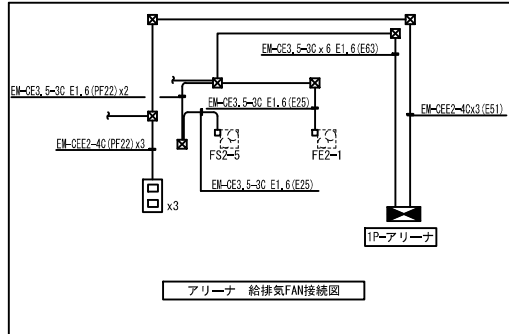 EM-CE3.5-3C x 6 E1.6(E63)
EM-CE3.5-3C E1.6(PF22)x2
EM-CE3.5-3C E1.6(E25)
EM-CEE2-4Cx3(E51)
EM-CEE2-4C(PF22)x3
FS2-5
FE2-1
EM-CE3.5-3C E1.6(E25)
x3
1P-アリーナ
アリーナ 給排気FAN接続図